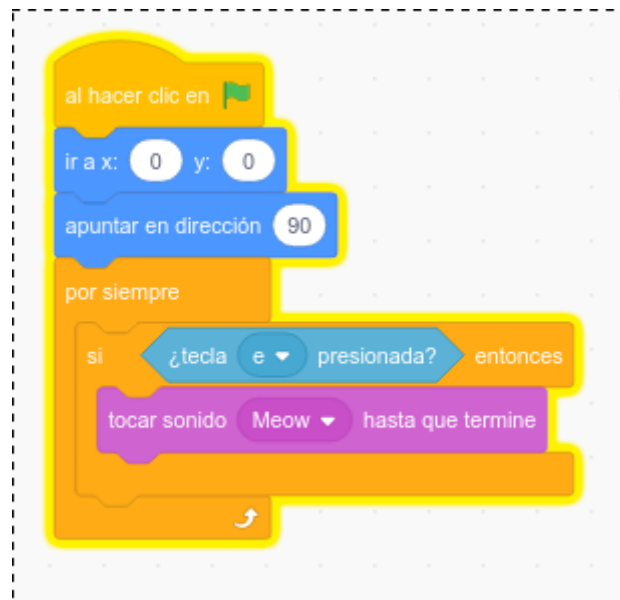 al hacer clic en
ir a x: 0 y: 0
apuntar en dirección 90
por siempre
si ¿tecla e presionada? entonces
tocar sonido Meow hasta que termine